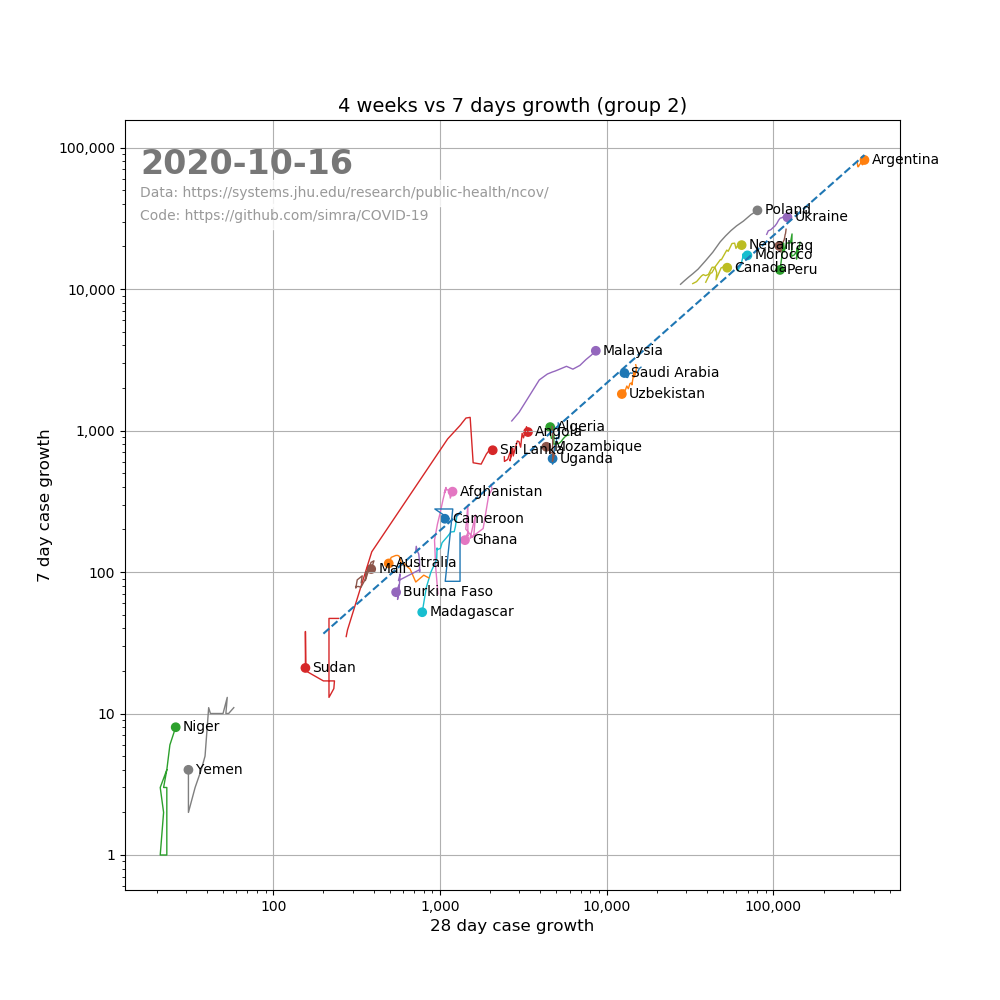 4 weeks vs 7 days growth (group 2)
2020-10-16
Data: https://systems.jhu.edu/research/public-health/ncov/
Code: https://github.com/simra/COVID-19
7 day case growth
100,000
10,000
1,000
100
10
1
Argentina
Poland
Ukraine
Nepal
Iraq
Morocco
Canada
Peru
Malaysia
Saudi Arabia
Uzbekistan
Algeria
Angola
Mozambique
Sri Lanka
Uganda
Afghanistan
Cameroon
Ghana
Australia
Mali
Burkina Faso
Madagascar
Sudan
Niger
Yemen
100
1,000
10,000
100,000
28 day case growth